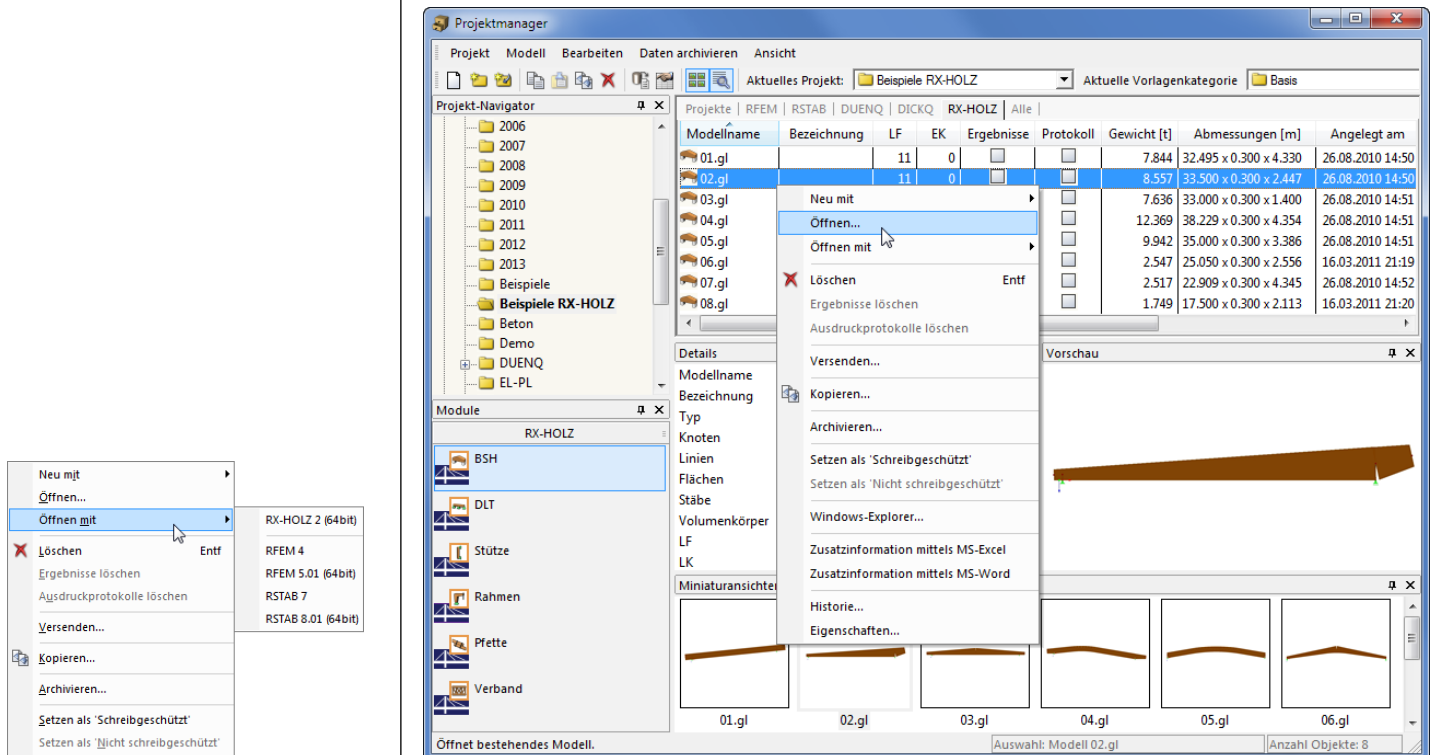 Neu mit
Öffnen...
Öffnen mit
Löschen Entf
Ergebnisse löschen
Ausdruckprotokolle löschen
Versenden...
Kopieren...
Archivieren...
Setzen als 'Schreibgeschützt'
Setzen als 'Nicht schreibgeschützt'
RX-HOLZ 2 (64bit)
RFEM 4
RFEM 5.01 (64bit)
RSTAB 7
RSTAB 8.01 (64bit)
Projektmanager
Projekt Modell Bearbeiten Daten archivieren Ansicht
Aktuelles Projekt: Beispiele RX-HOLZ Aktuelle Vorlagenkategorie Basis
Projekt-Navigator
2006
2007
2008
2009
2010
2011
2012
2013
Beispiele
Beispiele RX-HOLZ
Beton
Demo
DUENQ
EL-PL
Module
RX-HOLZ
BSH
DLT
Stütze
Rahmen
Pfette
Verband
Projekte | RFEM | RSTAB | DUENQ | DICKQ RX-HOLZ | Alle |
Modellname Bezeichnung LF EK Ergebnisse Protokoll Gewicht [t] Abmessungen [m] Angelegt am
01.gl 11 0 7.844 32.495 x 0.300 x 4.330 26.08.2010 14:50
02.gl 11 0 8.557 33.500 x 0.300 x 2.447 26.08.2010 14:50
03.gl 7.636 33.000 x 0.300 x 1.400 26.08.2010 14:51
04.gl 12.369 38.229 x 0.300 x 4.354 26.08.2010 14:51
05.gl 9.942 35.000 x 0.300 x 3.386 26.08.2010 14:51
06.gl 2.547 25.050 x 0.300 x 2.556 16.03.2011 21:19
07.gl 2.517 22.909 x 0.300 x 4.345 26.08.2010 14:52
08.gl 1.749 17.500 x 0.300 x 2.113 16.03.2011 21:20
Neu mit
Öffnen...
Öffnen mit
Löschen Entf
Ergebnisse löschen
Ausdruckprotokolle löschen
Versenden...
Kopieren...
Archivieren...
Setzen als 'Schreibgeschützt'
Setzen als 'Nicht schreibgeschützt'
Windows-Explorer...
Zusatzinformation mittels MS-Excel
Zusatzinformation mittels MS-Word
Historie...
Eigenschaften...
Details
Modellname
Bezeichnung
Typ
Knoten
Linien
Flächen
Stäbe
Volumenkörper
LF
LK
Vorschau
Miniaturansichten
01.gl 02.gl 03.gl 04.gl 05.gl 06.gl
Öffnet bestehendes Modell. Auswahl: Modell 02.gl Anzahl Objekte: 8